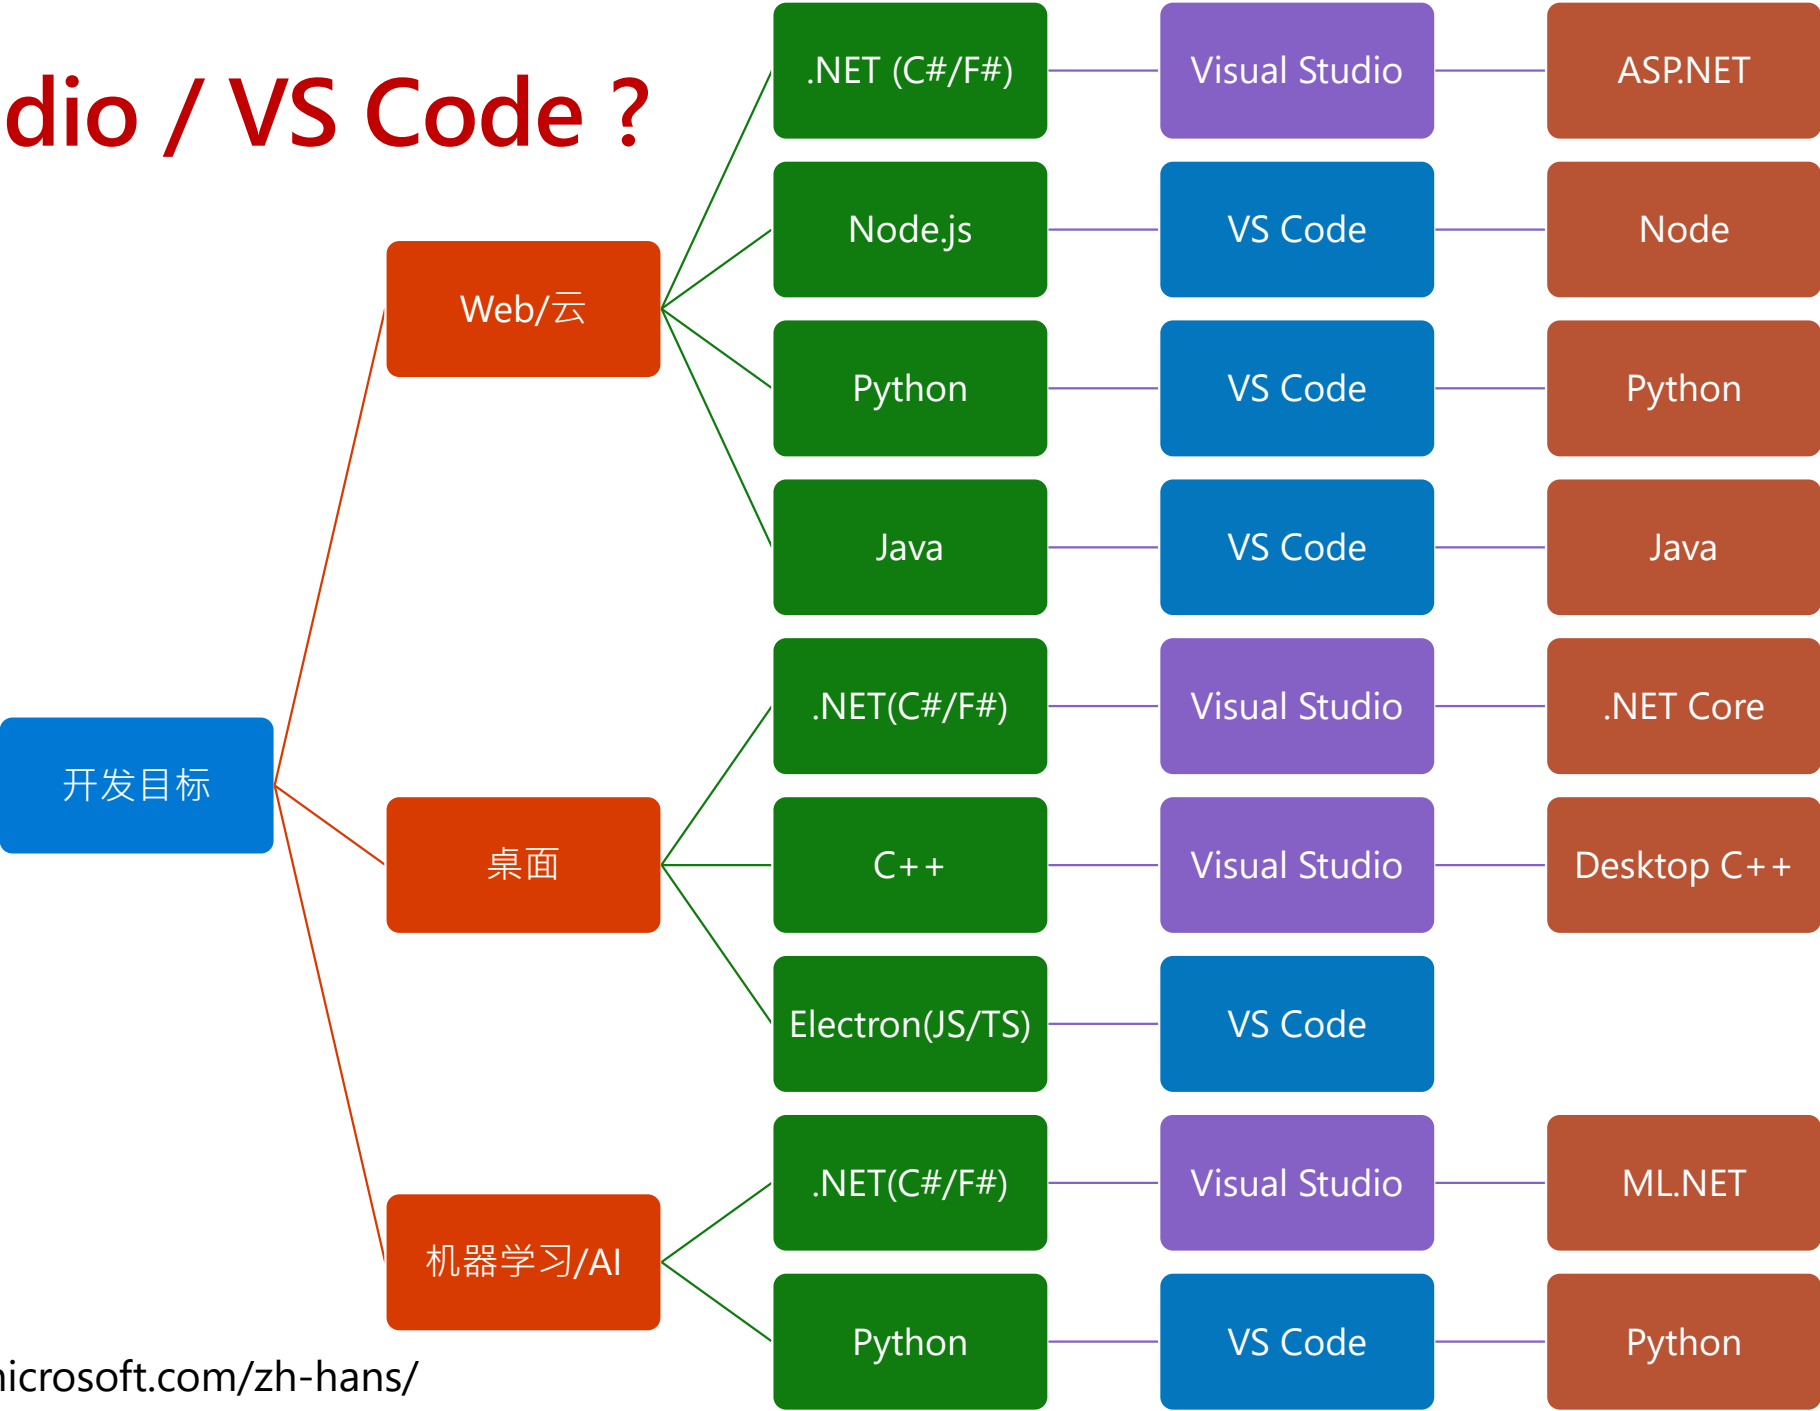 dio / VS Code ?
开发目标
Web/云
.NET (C#/F#)
Visual Studio
ASP.NET
Node.js
VS Code
Node
Python
VS Code
Python
Java
VS Code
Java
桌面
.NET(C#/F#)
Visual Studio
.NET Core
C++
Visual Studio
Desktop C++
Electron(JS/TS)
VS Code
机器学习/AI
.NET(C#/F#)
Visual Studio
ML.NET
Python
VS Code
Python
microsoft.com/zh-hans/